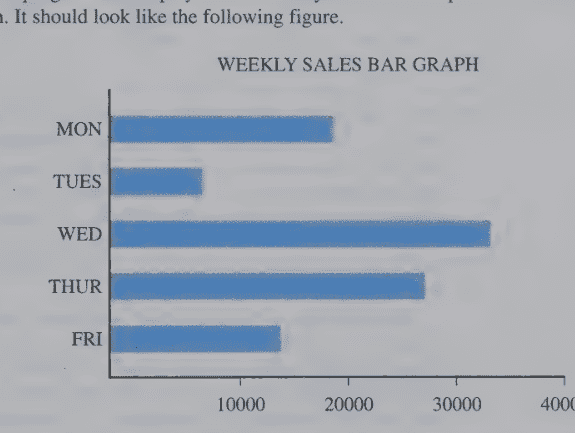 . It should look like the following figure.
WEEKLY SALES BAR GRAPH
MON
TUES
WED
THUR
FRI
10000 20000 30000